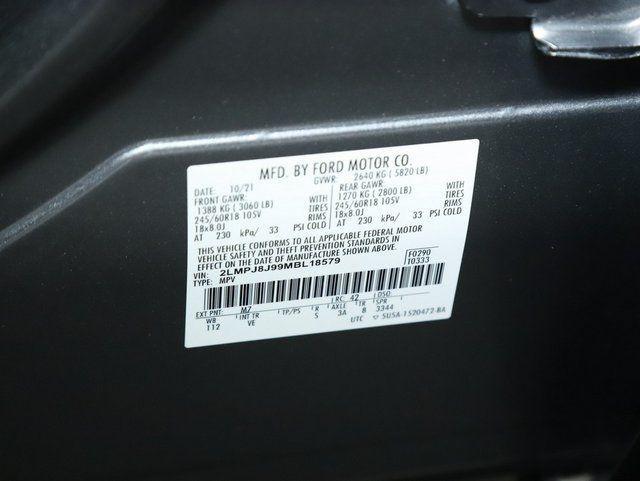 MFD. BY FORD MOTOR CO.
DATE: 10/21 GVWR: 2640 KG ( 5820 LB)
FRONT GAWR: REAR GAWR:
1388 KG ( 3060 LB) WITH 1270 KG ( 2800 LB) WITH
245/60R18 105V TIRES 245/60R18 105V TIRES
18x8.0J RIMS 18x8.0J RIMS
AT 230 kPa/ 33 PSI COLD AT 230 kPa/ 33 PSI COLD
THIS VEHICLE CONFORMS TO ALL APPLICABLE FEDERAL MOTOR
VEHICLE SAFETY AND THEFT PREVENTION STANDARDS IN
EFFECT ON THE DATE OF MANUFACTURE SHOWN ABOVE.
VIN: 2LMPJ8J99MBL18579 F0290
TYPE: MPV T0333
EXT PNT: M7 RC: 42 DSO:
WB INT TR TP/PS R AXLE TR SPR
112 VE S 3A 8 3344
UTC 5U5A-1520472-BA